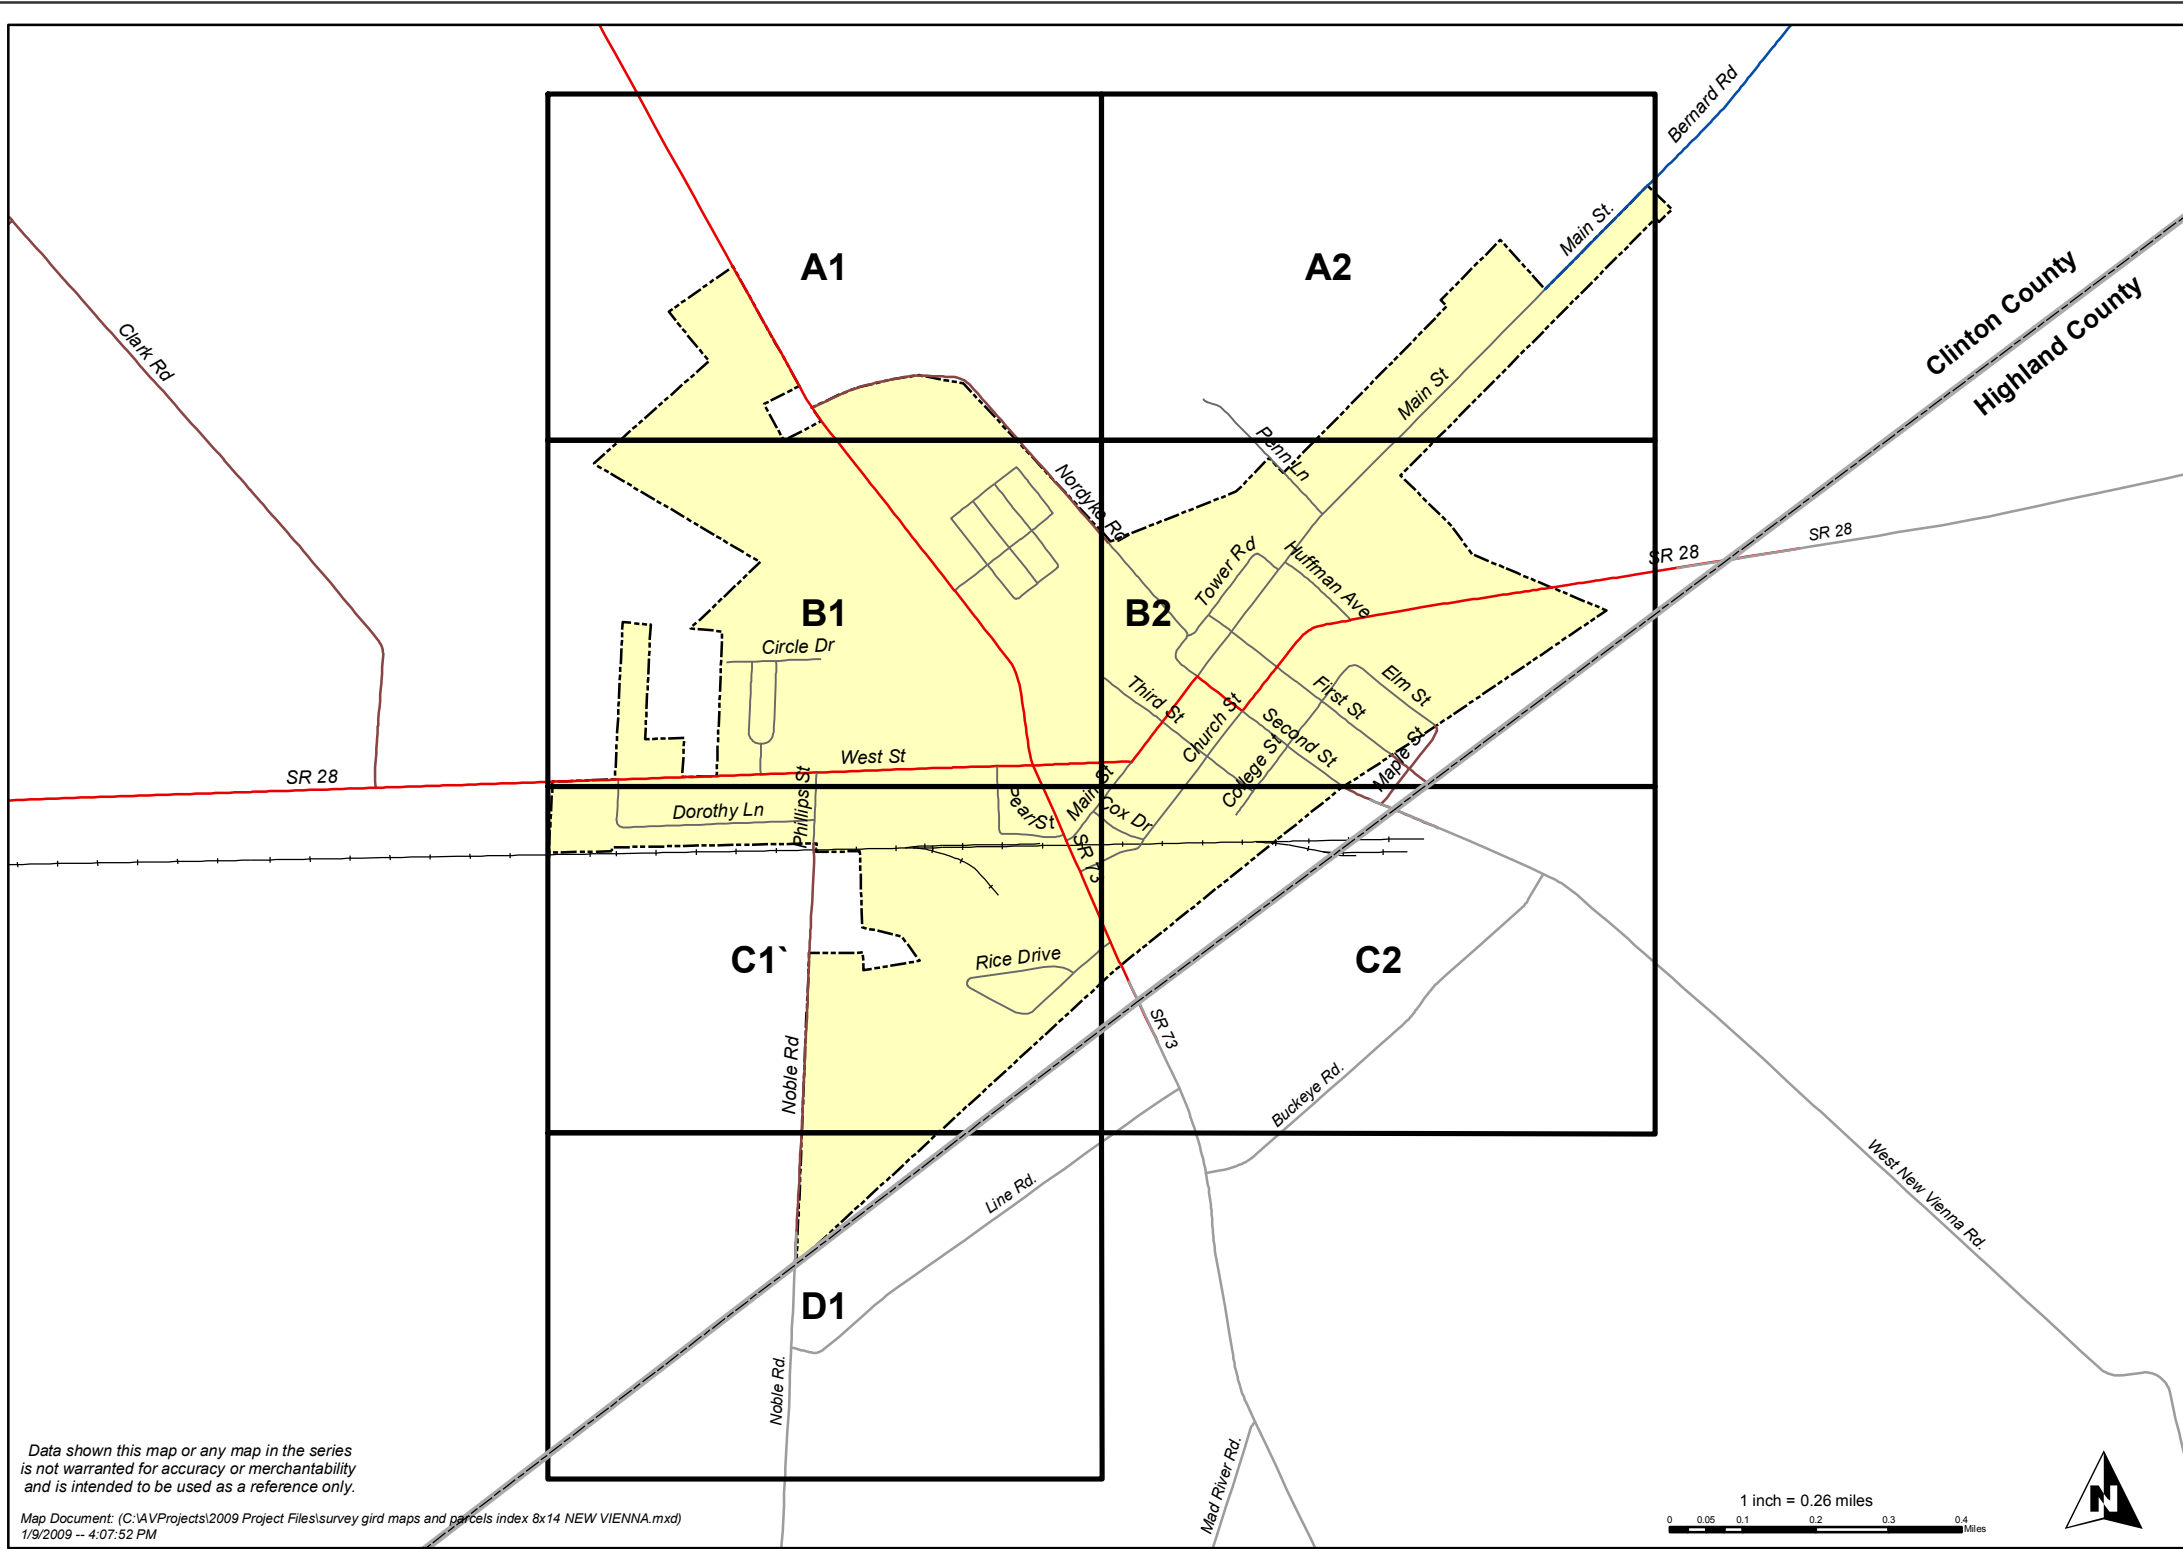 Bernard Rd
Main St.
A1
A2
Clinton County
Highland County
Clark Rd
Main St
Penn Ln
Nordyke Rd
SR 28
SR 28
Tower Rd
Huffman Ave
B1
B2
Circle Dr
Third St
Church St
First St
Elm St
Second St
College St
Maple St
West St
SR 28
Phillips St
Dorothy Ln
Pearl St
Main St
Cox Dr
SR 73
C1`
Rice Drive
C2
SR 73
Noble Rd
Buckeye Rd.
Line Rd.
West New Vienna Rd.
D1
Noble Rd.
Mad River Rd.
Data shown this map or any map in the series
is not warranted for accuracy or merchantability
and is intended to be used as a reference only.
Map Document: (C:\AVProjects\2009 Project Files\survey gird maps and parcels index 8x14 NEW VIENNA.mxd)
1/9/2009 -- 4:07:52 PM
1 inch = 0.26 miles
0 0.05 0.1 0.2 0.3 0.4
Miles
N